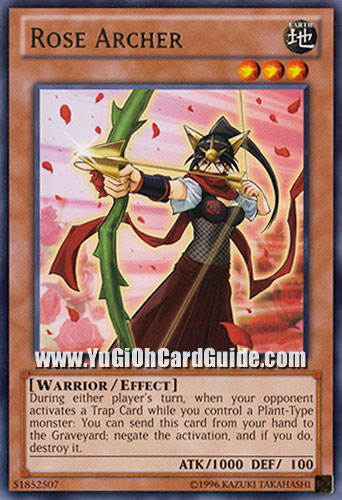 ROSE ARCHER
EARTH
地
www.YuGiOhCardGuide.com
[WARRIOR / EFFECT]
During either player's turn, when your opponent
activates a Trap Card while you control a Plant-Type
monster: You can send this card from your hand to
the Graveyard; negate the activation, and if you do,
destroy it.
ATK/1000 DEF/ 100
51852507
©1996 KAZUKI TAKAHASHI